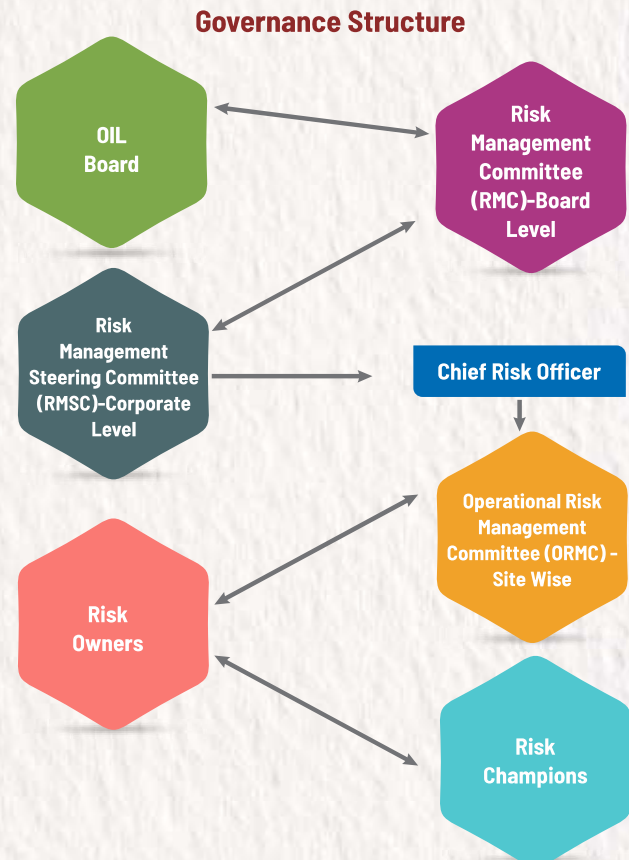 Governance Structure
OIL
Board
Risk
Management
Committee
(RMC)-Board
Level
Risk
Management
Steering Committee
(RMSC)-Corporate
Level
Chief Risk Officer
Operational Risk
Management
Committee (ORMC) -
Site Wise
Risk
Owners
Risk
Champions